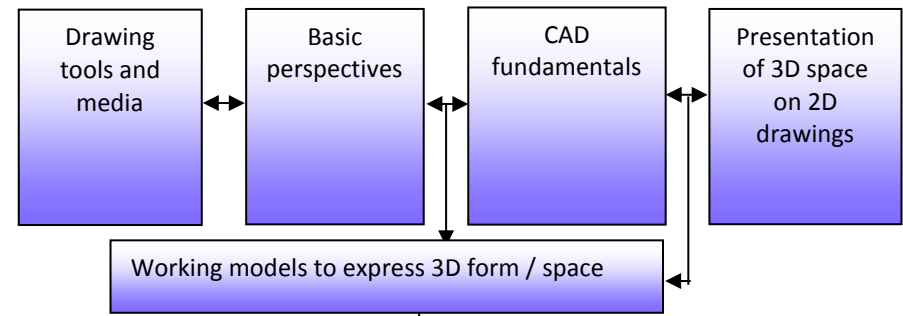 Drawing
tools and
media
Basic
perspectives
CAD
fundamentals
Presentation
of 3D space
on 2D
drawings
Working models to express 3D form / space